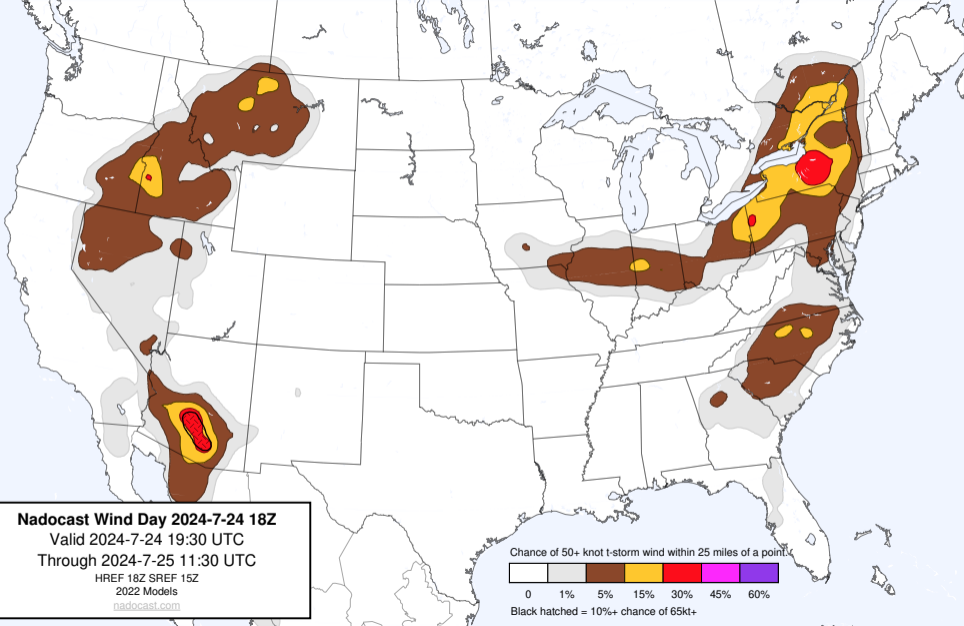 Nadocast Wind Day 2024-7-24 18Z
Valid 2024-7-24 19:30 UTC
Through 2024-7-25 11:30 UTC
HREF 18Z SREF 15Z
2022 Models
nadocast.com
Chance of 50+ knot t-storm wind within 25 miles of a point.
0 1% 5% 15% 30% 45% 60%
Black hatched = 10%+ chance of 65kt+